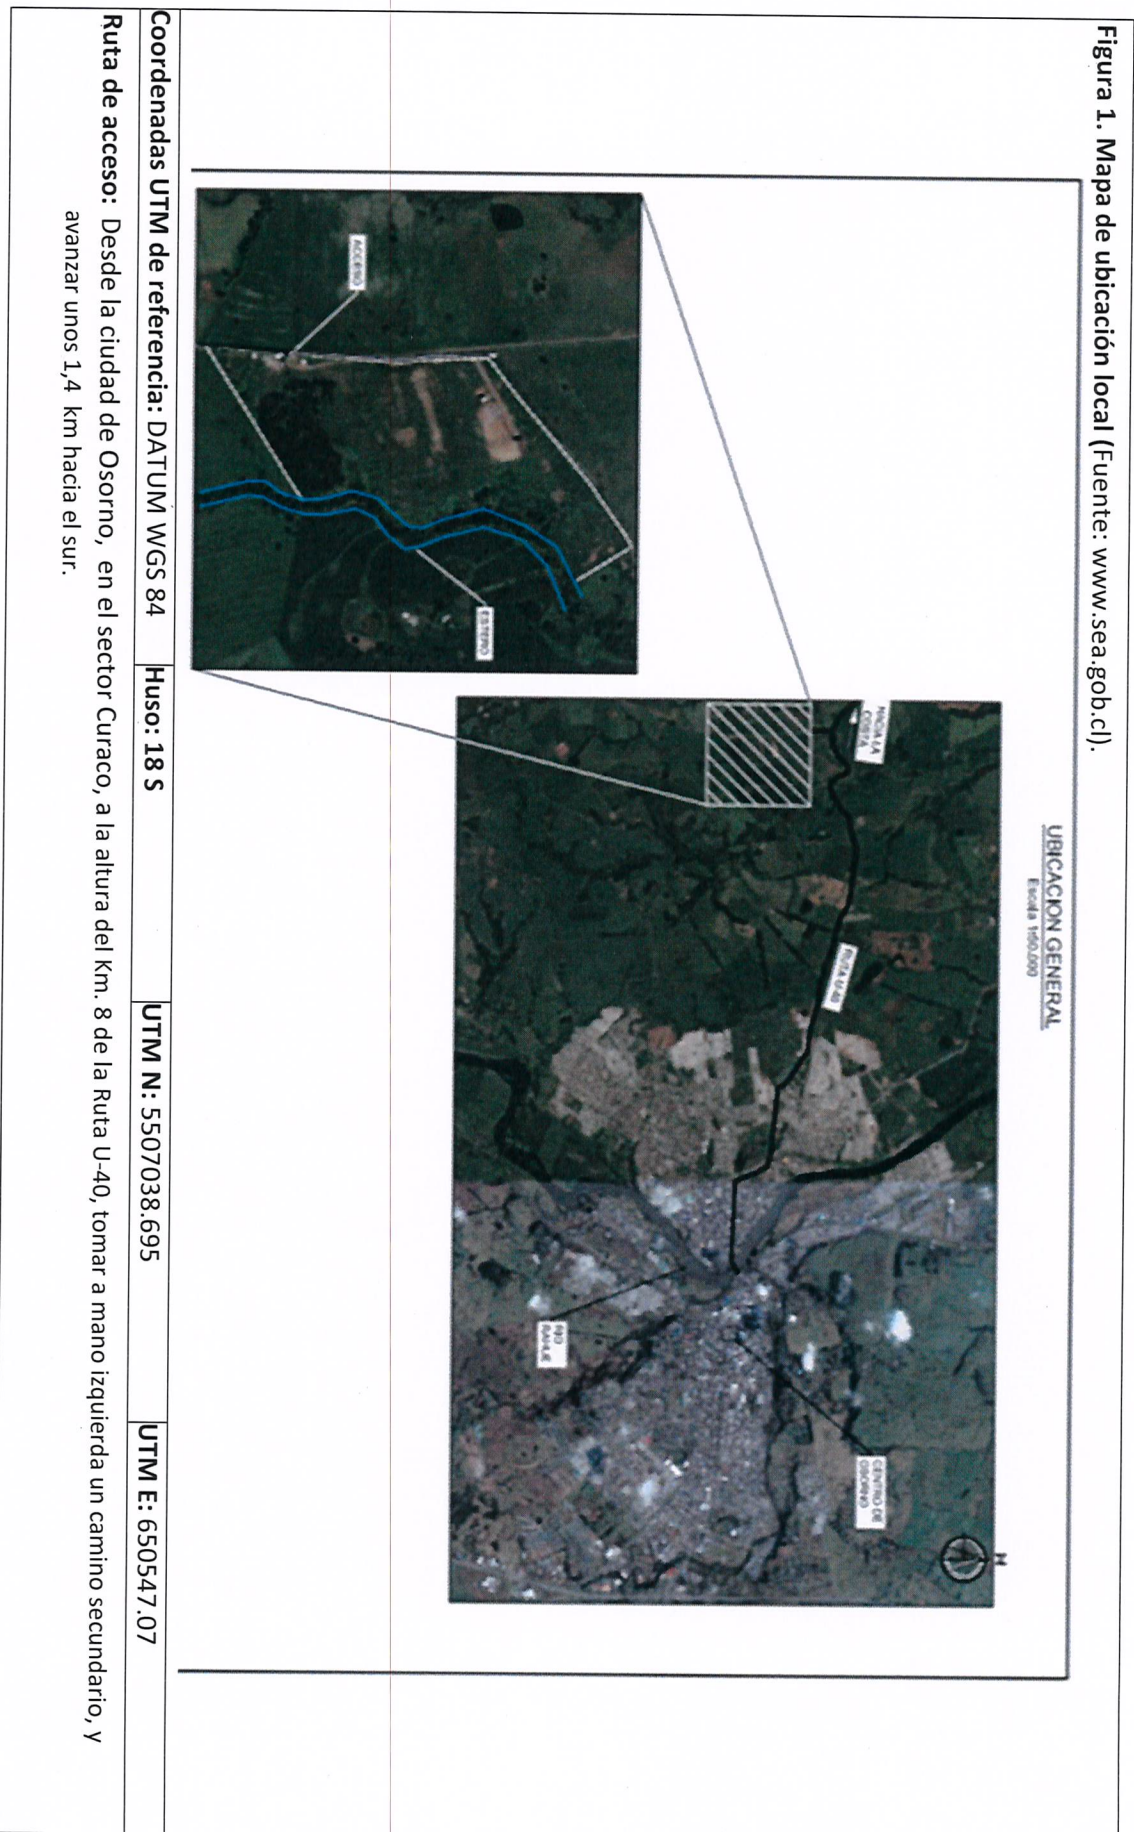 Figura 1. Mapa de ubicación local (Fuente: www.sea.gob.cl).
UBICACION GENERAL
Escala 1:50.000
N
HACIA LA
COSTA
RUTA U-40
CENTRO DE
OSORNO
RIO
RAHUE
ACCESO
ESTERO
Coordenadas UTM de referencia: DATUM WGS 84
Huso: 18 S
UTM N: 5507038.695
UTM E: 650547.07
Ruta de acceso: Desde la ciudad de Osorno, en el sector Curaco, a la altura del Km. 8 de la Ruta U-40, tomar a mano izquierda un camino secundario, y
avanzar unos 1,4 km hacia el sur.